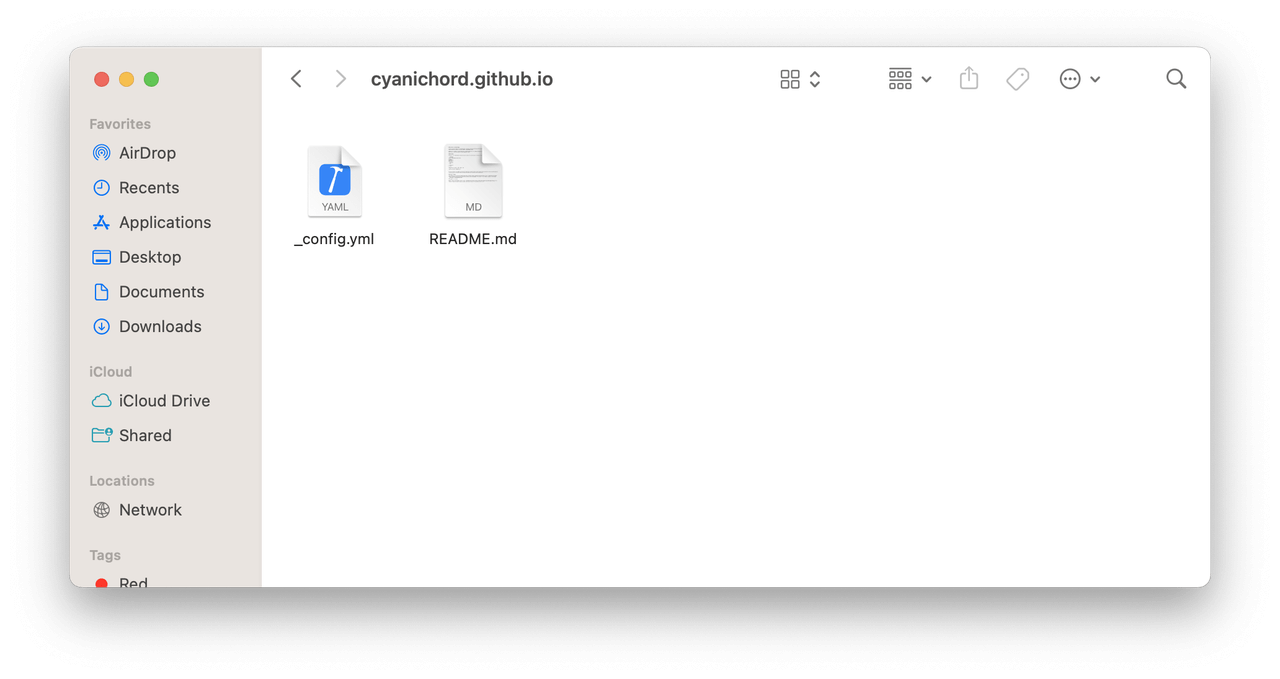 cyanichord.github.io
Favorites
AirDrop
Recents
Applications
Desktop
Documents
Downloads
iCloud
iCloud Drive
Shared
Locations
Network
Tags
Red
YAML
MD
_config.yml
README.md